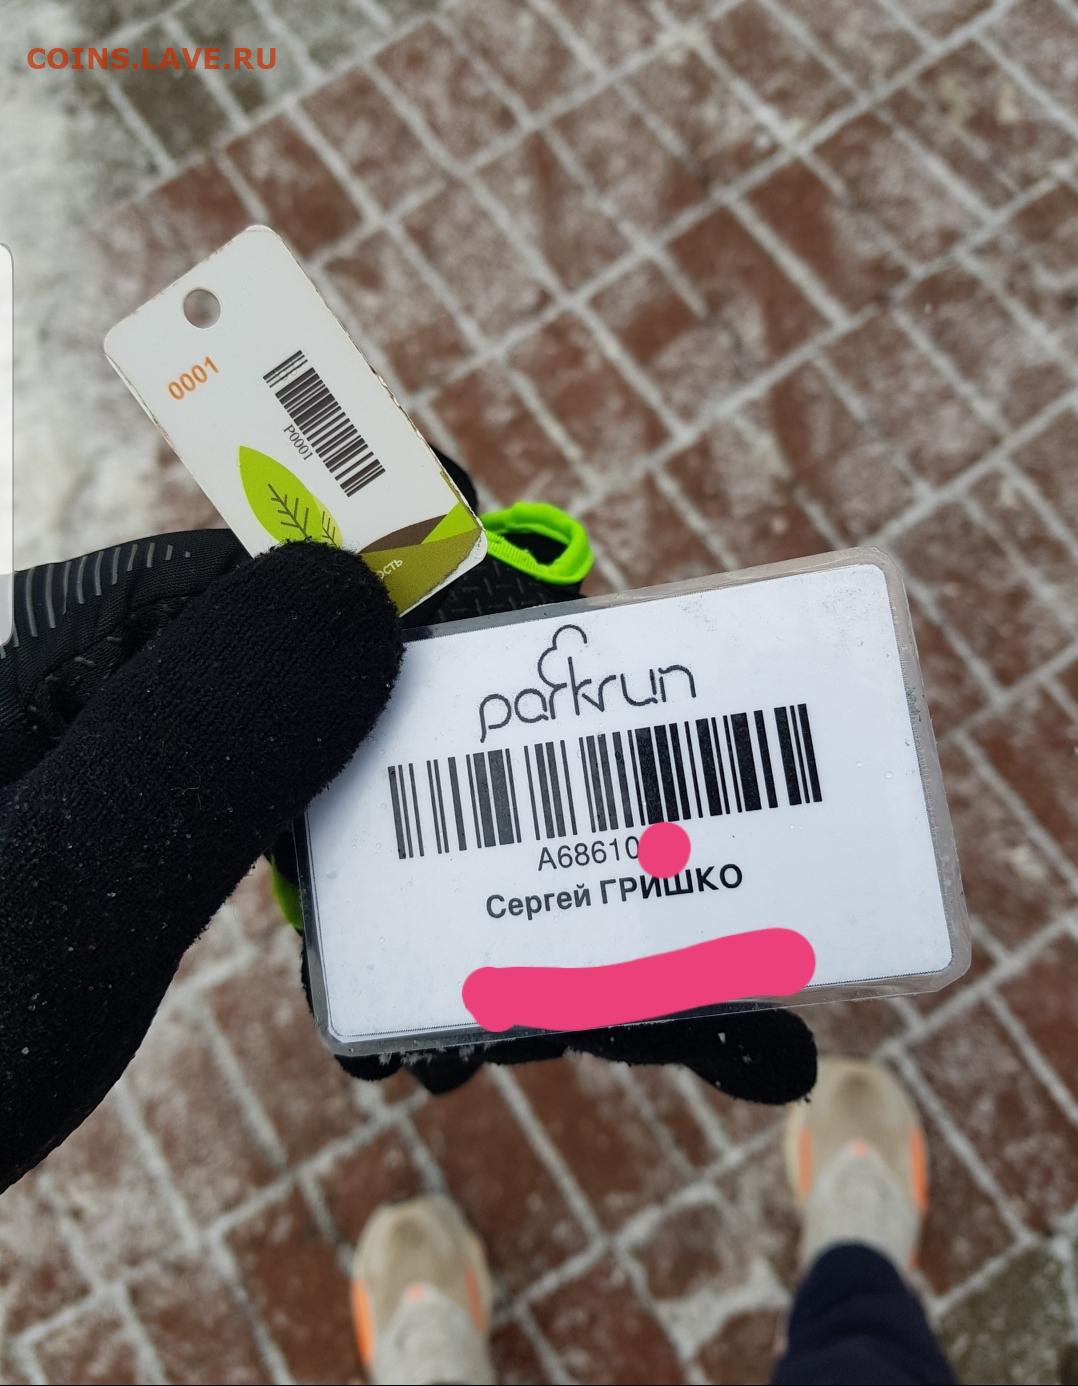 COINS.LAVE.RU
0001
P0001
parkrun
A68610
Сергей ГРИШКО